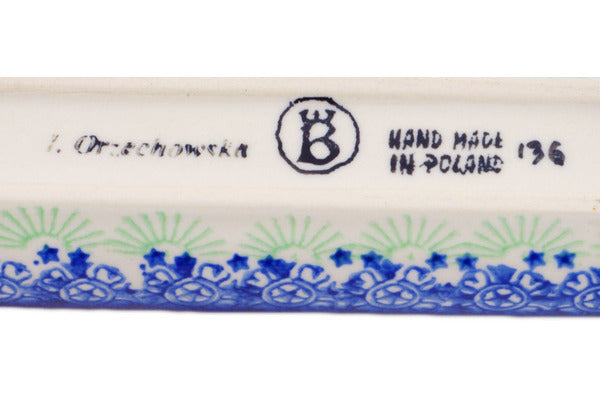 I. Orzechowska
B
HAND MADE
IN POLAND
136